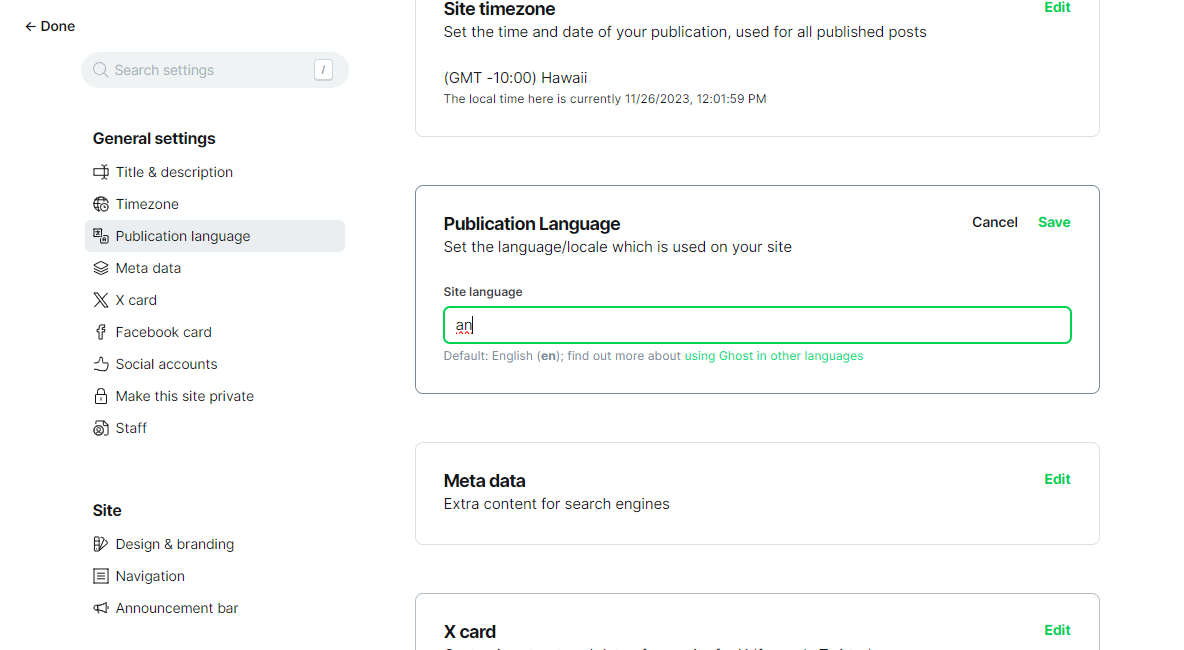 ← Done
Search settings /
General settings
Title & description
Timezone
Publication language
Meta data
X card
Facebook card
Social accounts
Make this site private
Staff
Site
Design & branding
Navigation
Announcement bar
Site timezone Edit
Set the time and date of your publication, used for all published posts
(GMT -10:00) Hawaii
The local time here is currently 11/26/2023, 12:01:59 PM
Publication Language Cancel Save
Set the language/locale which is used on your site
Site language
an
Default: English (en); find out more about using Ghost in other languages
Meta data Edit
Extra content for search engines
X card Edit